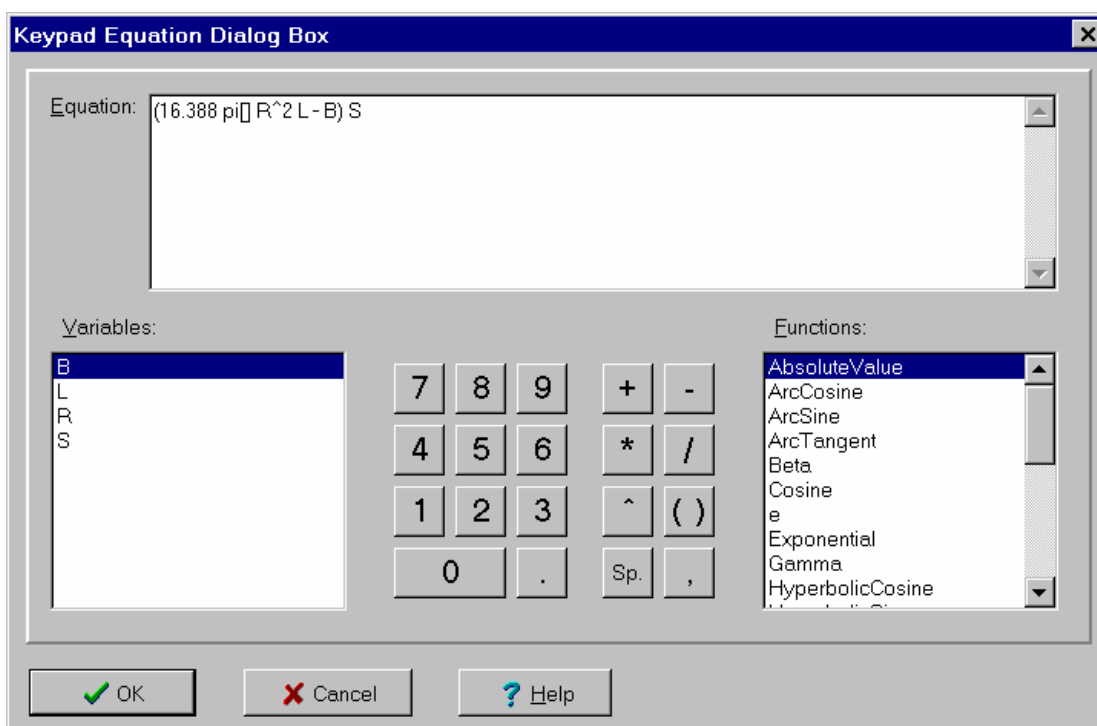 Keypad Equation Dialog Box
Equation:
(16.388 pi[] R^2 L - B) S
Variables:
B
L
R
S
7 8 9 + -
4 5 6 * /
1 2 3 ^ ( )
0 . Sp. ,
Functions:
AbsoluteValue
ArcCosine
ArcSine
ArcTangent
Beta
Cosine
e
Exponential
Gamma
HyperbolicCosine
OK
Cancel
? Help